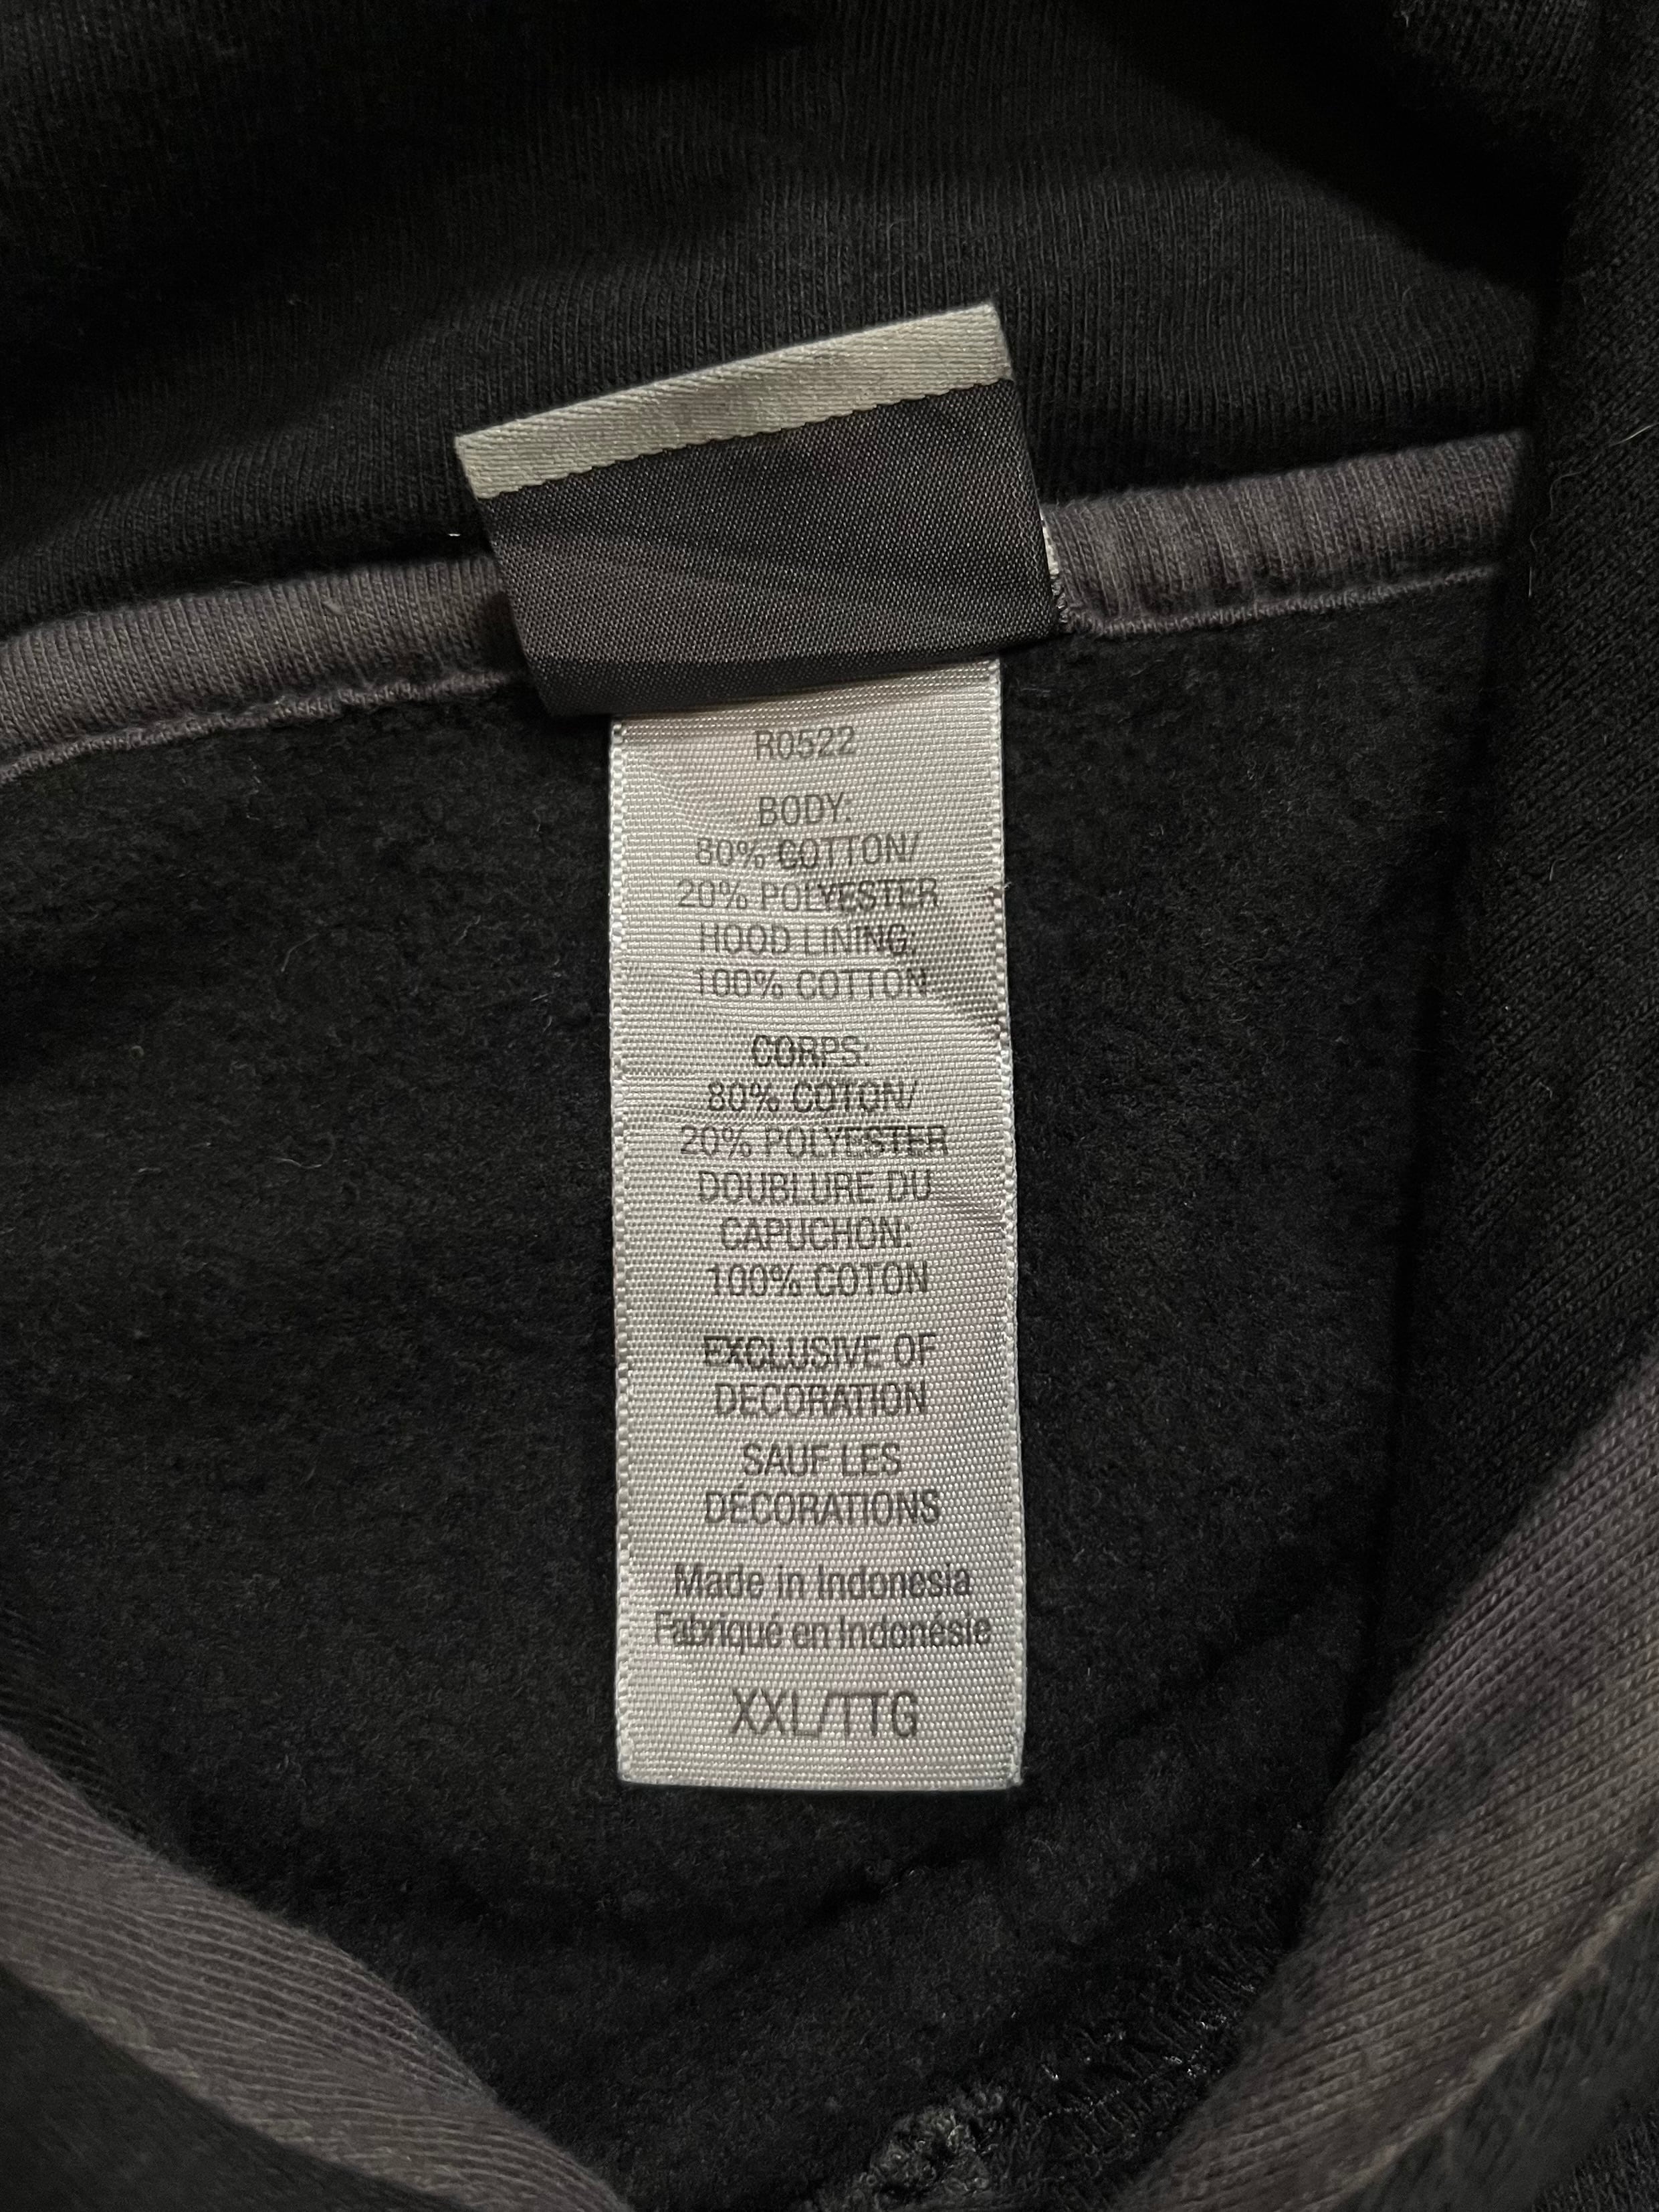 R0522
BODY:
80% COTTON/
20% POLYESTER
HOOD LINING:
100% COTTON
CORPS:
80% COTON/
20% POLYESTER
DOUBLURE DU
CAPUCHON:
100% COTON
EXCLUSIVE OF
DECORATION
SAUF LES
DECORATIONS
Made in Indonesia
Fabriqué en Indonésie
XXL/TTG